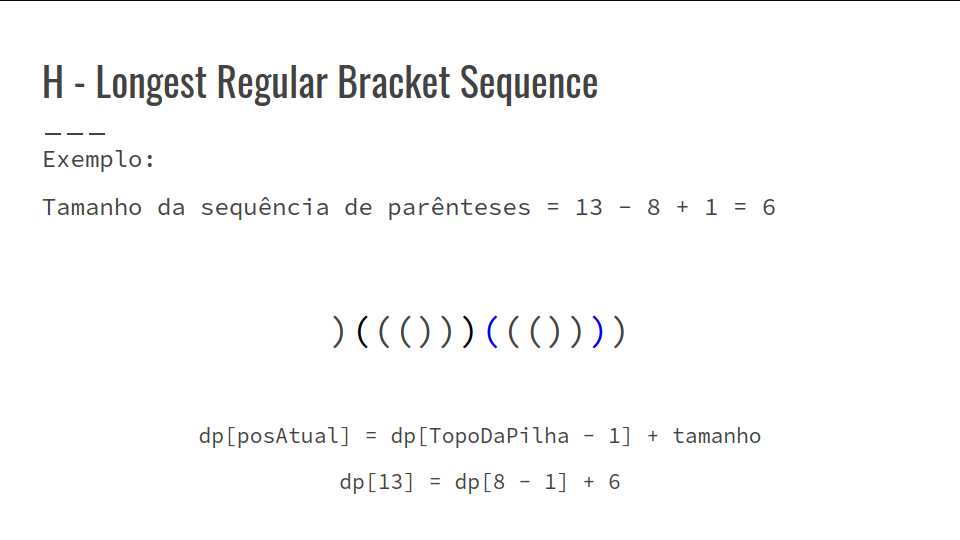 H - Longest Regular Bracket Sequence
Exemplo:
Tamanho da sequência de parênteses = 13 - 8 + 1 = 6
)((()))((())))
dp[posAtual] = dp[TopoDaPilha - 1] + tamanho
dp[13] = dp[8 - 1] + 6